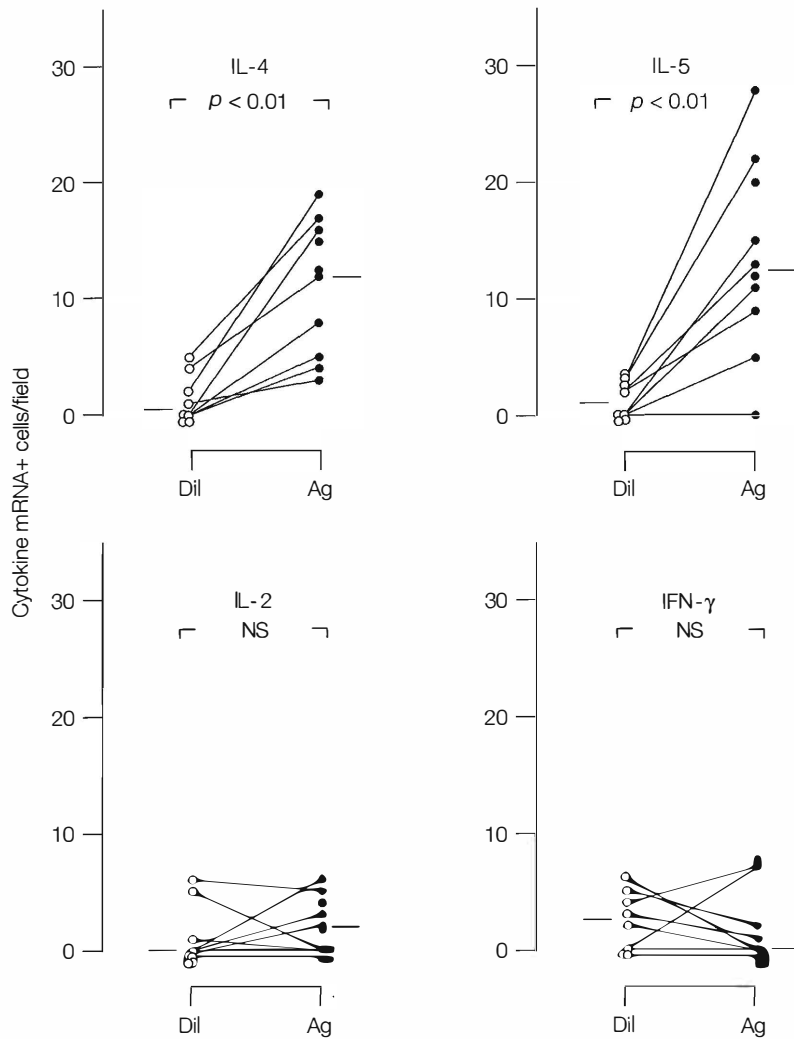 Cytokine mRNA+ cells/field
IL-4
p < 0.01
30
20
10
0
Dil Ag
IL-5
p < 0.01
30
20
10
0
Dil Ag
IL-2
NS
30
20
10
0
Dil Ag
IFN-γ
NS
30
20
10
0
Dil Ag